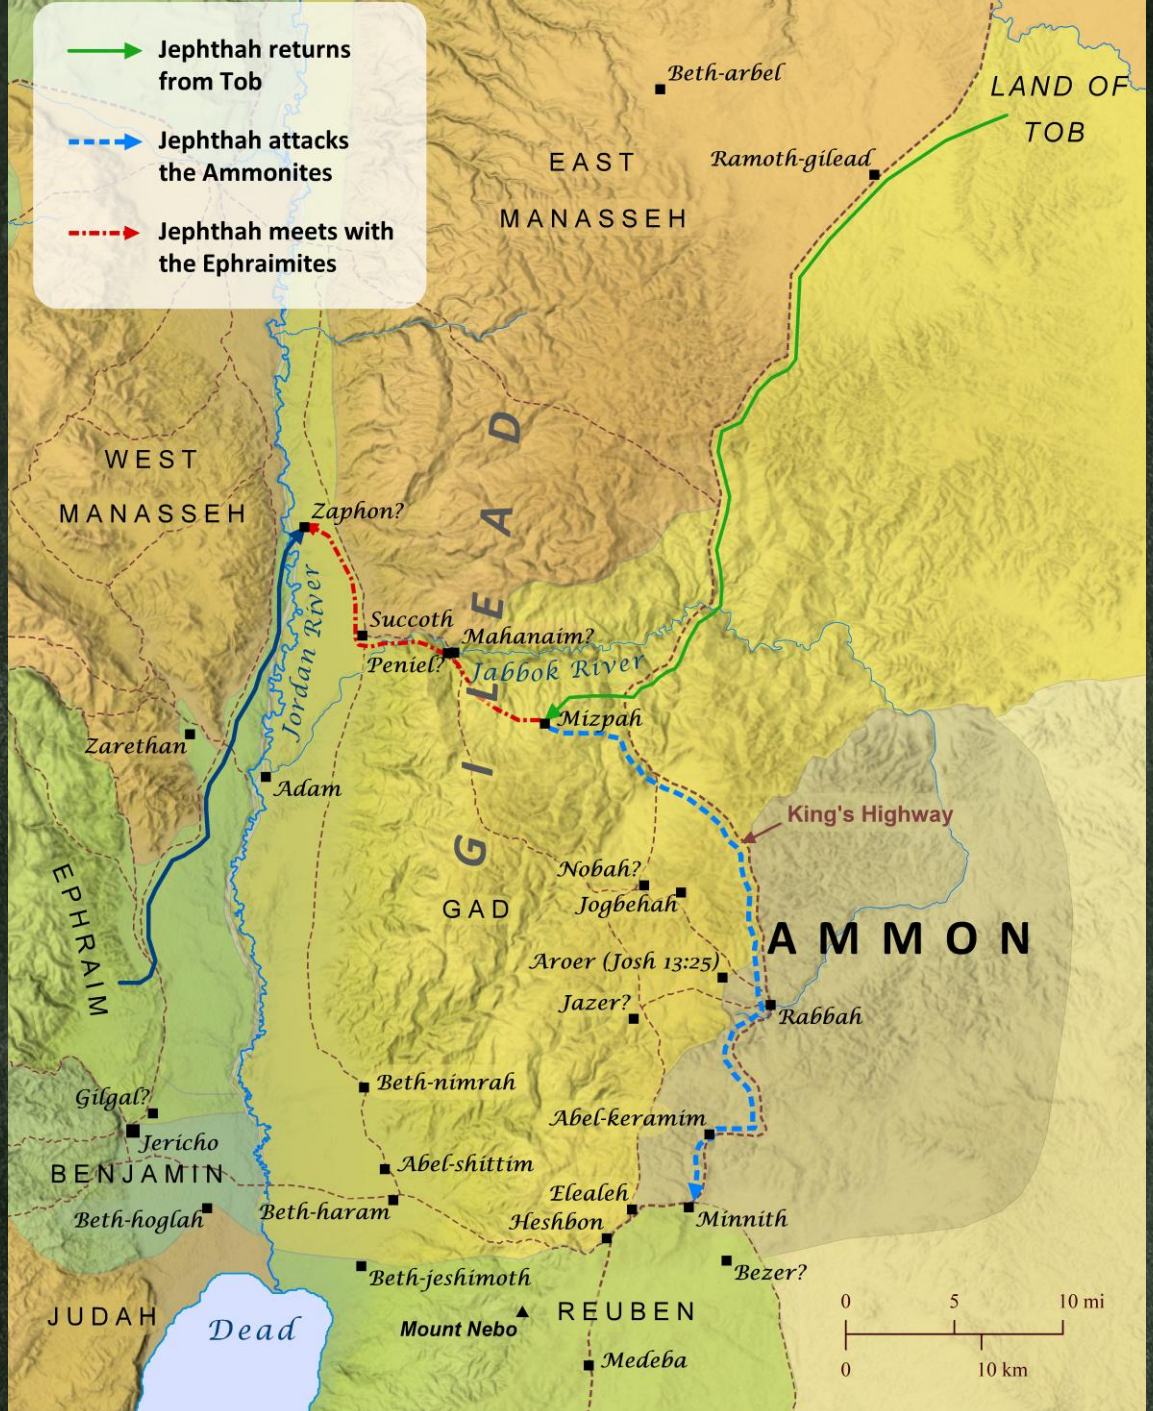 Jephthah returns
from Tob
Jephthah attacks
the Ammonites
Jephthah meets with
the Ephraimites
Beth-arbel
LAND OF
TOB
EAST
MANASSEH
Ramoth-gilead
WEST
MANASSEH
GILEAD
Zaphon?
Jordan River
Succoth
Mahanaim?
Peniel?
Jabbok River
Mizpah
Zarethan
Adam
King's Highway
EPHRAIM
Nobah?
Jogbehah
GAD
AMMON
Aroer (Josh 13:25)
Jazer?
Rabbah
Beth-nimrah
Gilgal?
Jericho
Abel-keramim
BENJAMIN
Abel-shittim
Beth-hoglah
Beth-haram
Elealeh
Heshbon
Minnith
Beth-jeshimoth
Bezer?
JUDAH
Dead
Mount Nebo
REUBEN
Medeba
0 5 10 mi
0 10 km